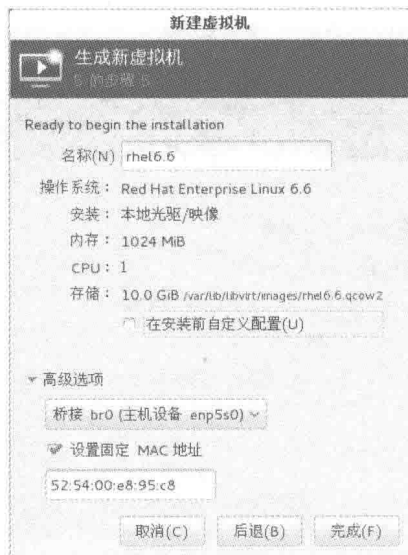 新建虚拟机
生成新虚拟机
5 的步骤 5
Ready to begin the installation
名称(N) rhel6.6
操作系统： Red Hat Enterprise Linux 6.6
安装： 本地光驱/映像
内存： 1024 MiB
CPU： 1
存储： 10.0 GiB /var/lib/libvirt/images/rhel6.6.qcow2
在安装前自定义配置(U)
高级选项
桥接 br0 (主机设备 enp5s0)
设置固定 MAC 地址
52:54:00:e8:95:c8
取消(C) 后退(B) 完成(F)